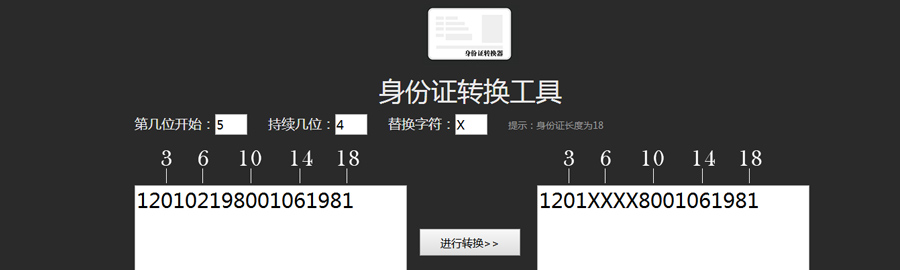 身份证转换器
身份证转换工具
第几位开始：5 持续几位：4 替换字符：X 提示：身份证长度为18
3 6 10 14 18 3 6 10 14 18
120102198001061981 1201XXXX8001061981
进行转换>>